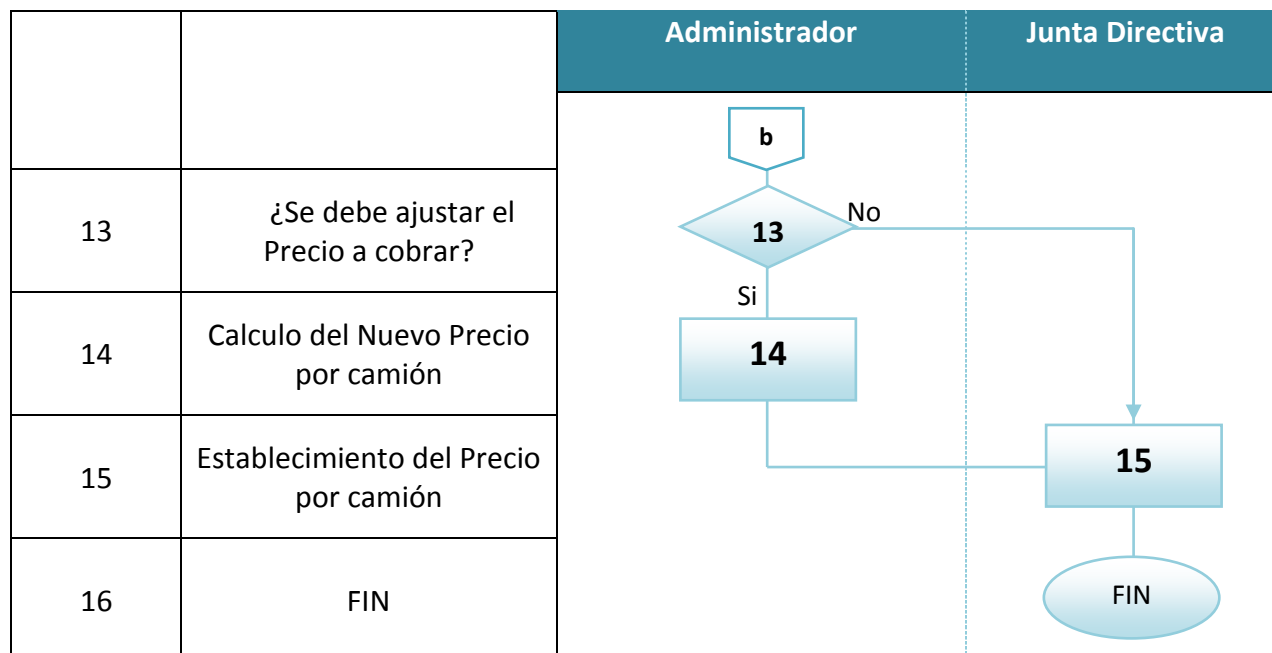 Administrador Junta Directiva
b
13 ¿Se debe ajustar el
Precio a cobrar?
13
No
Si
14 Calculo del Nuevo Precio
por camión
14
15 Establecimiento del Precio
por camión
15
16 FIN
FIN